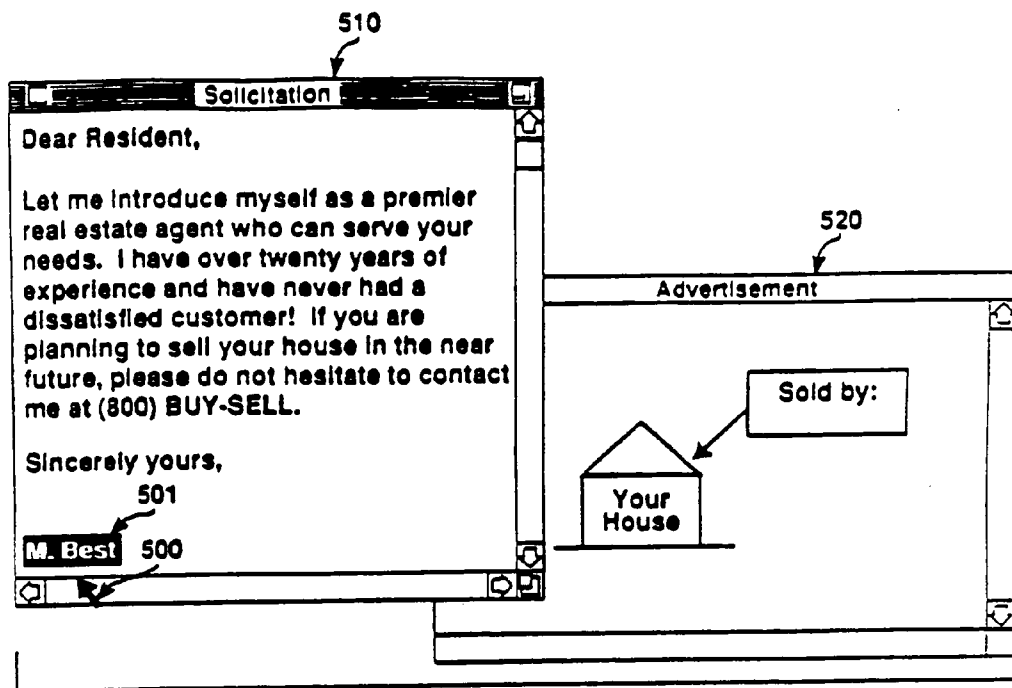 510
Solicitation
Dear Resident,
Let me introduce myself as a premier
real estate agent who can serve your
needs.  I have over twenty years of
experience and have never had a
dissatisfied customer!  If you are
planning to sell your house in the near
future, please do not hesitate to contact
me at (800) BUY-SELL.
Sincerely yours,
501
M. Best
500
520
Advertisement
Sold by:
Your
House